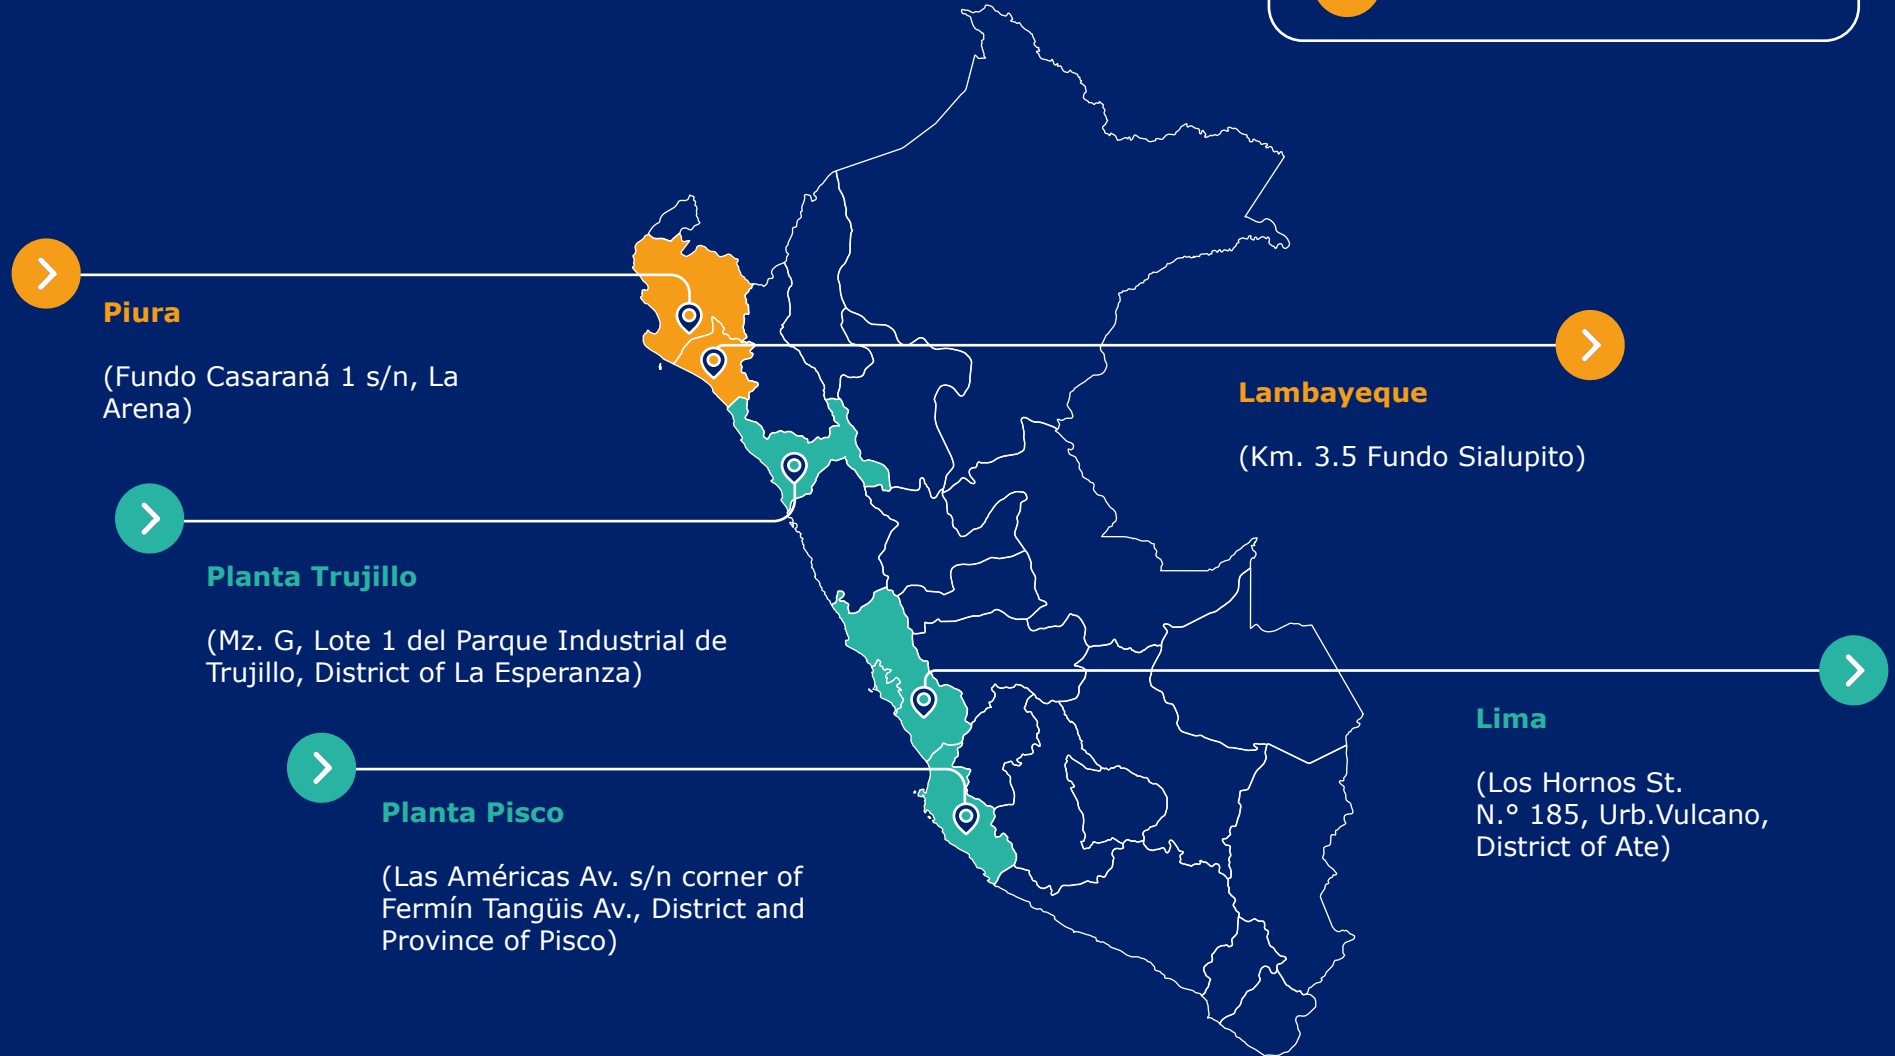 Piura
(Fundo Casaraná 1 s/n, La
Arena)
Lambayeque
(Km. 3.5 Fundo Sialupito)
Planta Trujillo
(Mz. G, Lote 1 del Parque Industrial de
Trujillo, District of La Esperanza)
Lima
(Los Hornos St.
N.° 185, Urb.Vulcano,
District of Ate)
Planta Pisco
(Las Américas Av. s/n corner of
Fermín Tangüis Av., District and
Province of Pisco)